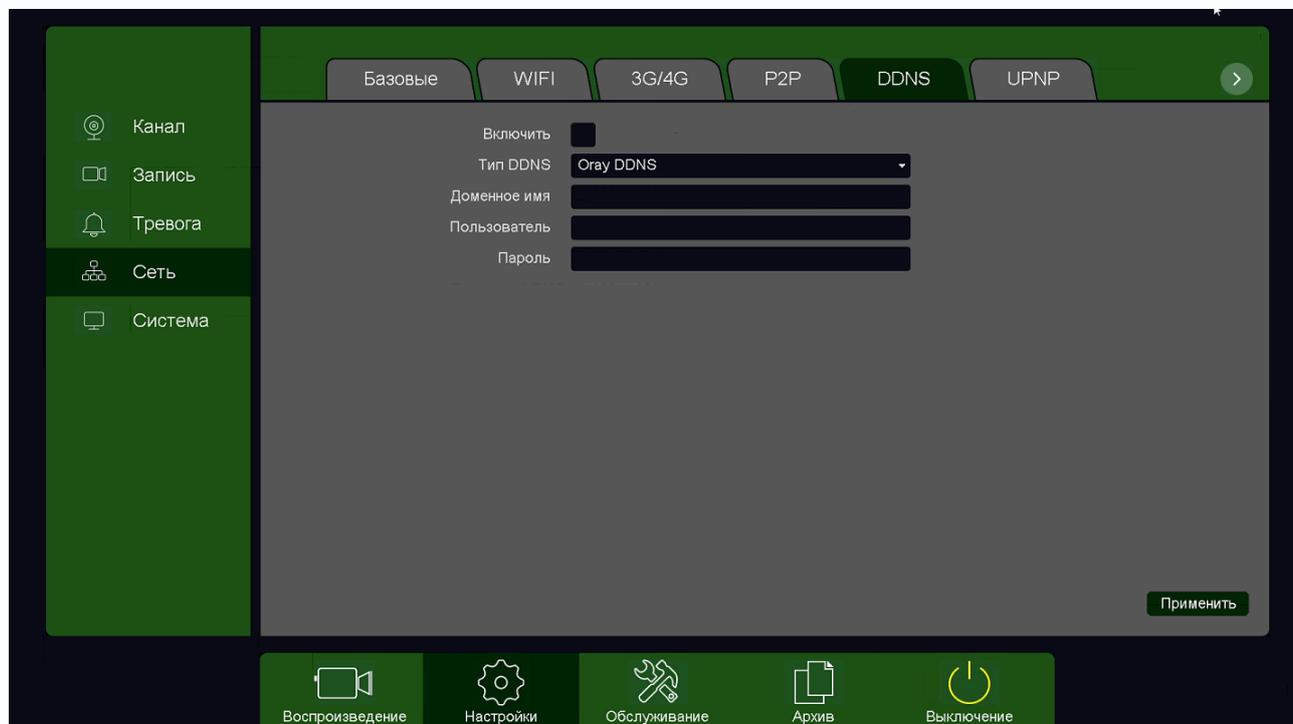 Базовые WIFI 3G/4G P2P DDNS UPNP
Канал
Запись
Тревога
Сеть
Система
Включить
Тип DDNS Oray DDNS
Доменное имя
Пользователь
Пароль
Применить
Воспроизведение Настройки Обслуживание Архив Выключение